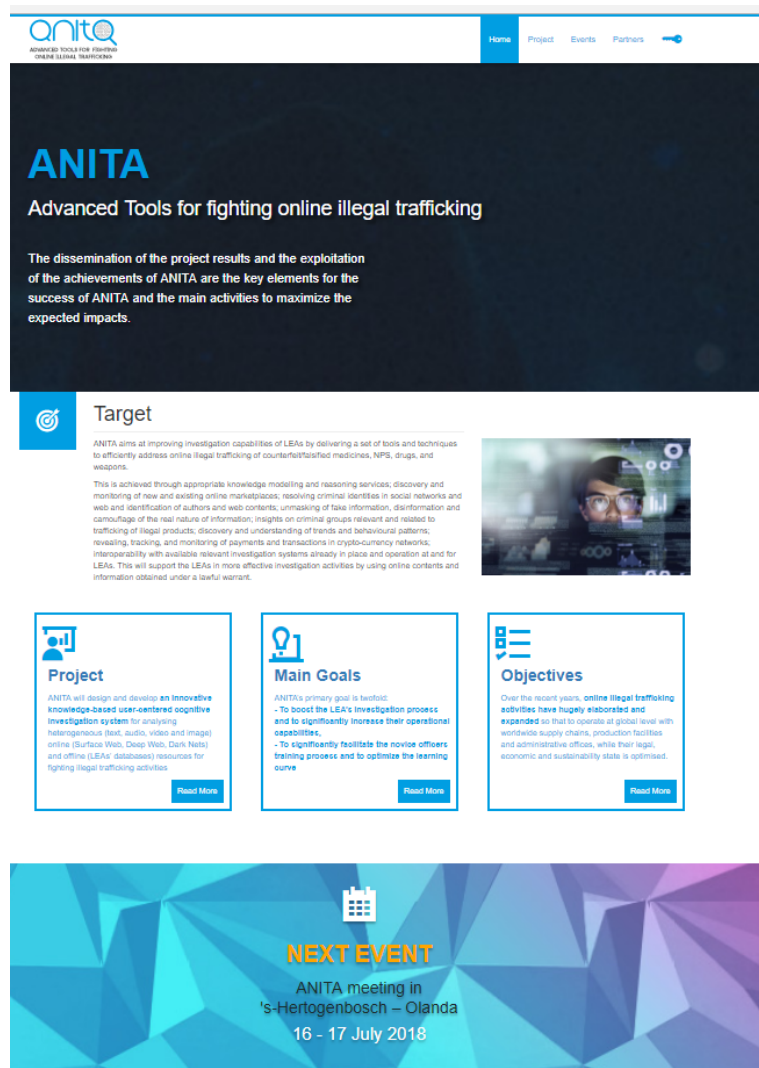 anita
ADVANCED TOOLS FOR FIGHTING
ONLINE ILLEGAL TRAFFICKING
Home Project Events Partners
ANITA
Advanced Tools for fighting online illegal trafficking
The dissemination of the project results and the exploitation
of the achievements of ANITA are the key elements for the
success of ANITA and the main activities to maximize the
expected impacts.
Target
ANITA aims at improving investigation capabilities of LEAs by delivering a set of tools and techniques
to efficiently address online illegal trafficking of counterfeit/falsified medicines, NPS, drugs, and
weapons.
This is achieved through appropriate knowledge modelling and reasoning services; discovery and
monitoring of new and existing online marketplaces; resolving criminal identities in social networks and
web and identification of authors and web contents; unmasking of fake information, disinformation and
camouflage of the real nature of information; insights on criminal groups relevant and related to
trafficking of illegal products; discovery and understanding of trends and behavioural patterns;
revealing, tracking, and monitoring of payments and transactions in crypto-currency networks;
interoperability with available relevant investigation systems already in place and operation at and for
LEAs. This will support the LEAs in more effective investigation activities by using online contents and
information obtained under a lawful warrant.
Project
ANITA will design and develop an innovative
knowledge-based user-centered cognitive
investigation system for analysing
heterogeneous (text, audio, video and image)
online (Surface Web, Deep Web, Dark Nets)
and offline (LEAs' databases) resources for
fighting illegal trafficking activities
Read More
Main Goals
ANITA's primary goal is twofold:
- To boost the LEA's investigation process
and to significantly increase their operational
capabilities,
- To significantly facilitate the novice officers
training process and to optimize the learning
curve
Read More
Objectives
Over the recent years, online illegal trafficking
activities have hugely elaborated and
expanded so that to operate at global level with
worldwide supply chains, production facilities
and administrative offices, while their legal,
economic and sustainability state is optimised.
Read More
NEXT EVENT
ANITA meeting in
's-Hertogenbosch – Olanda
16 - 17 July 2018